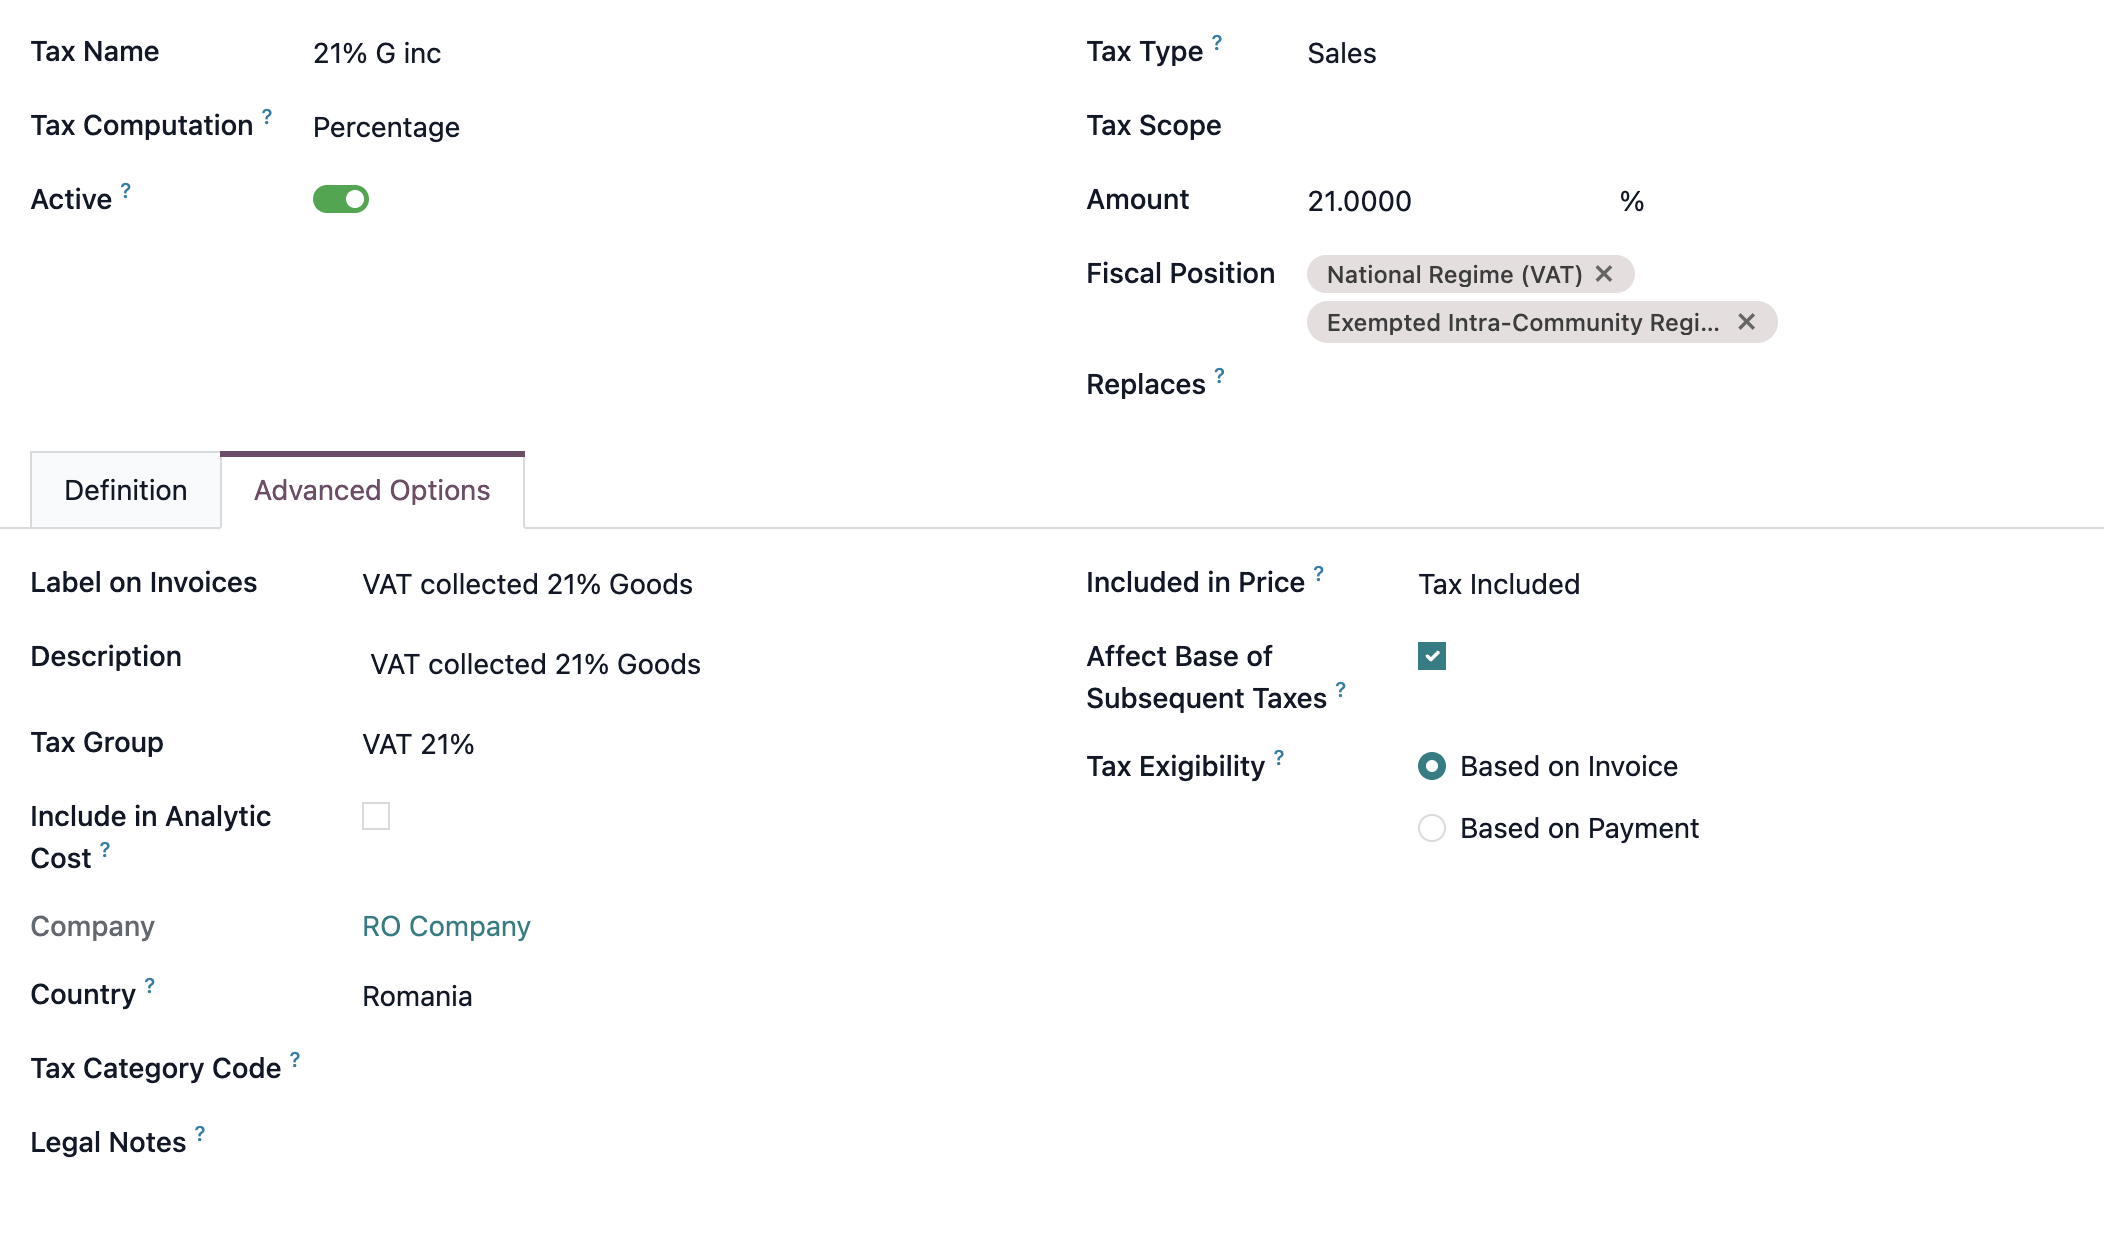 Tax Name 21% G inc
Tax Computation ? Percentage
Active ?
Tax Type ? Sales
Tax Scope
Amount 21.0000 %
Fiscal Position National Regime (VAT) ✕
Exempted Intra-Community Regi... ✕
Replaces ?
Definition Advanced Options
Label on Invoices VAT collected 21% Goods
Description VAT collected 21% Goods
Tax Group VAT 21%
Include in Analytic
Cost ?
Company RO Company
Country ? Romania
Tax Category Code ?
Legal Notes ?
Included in Price ? Tax Included
Affect Base of
Subsequent Taxes ?
Tax Exigibility ? Based on Invoice
Based on Payment